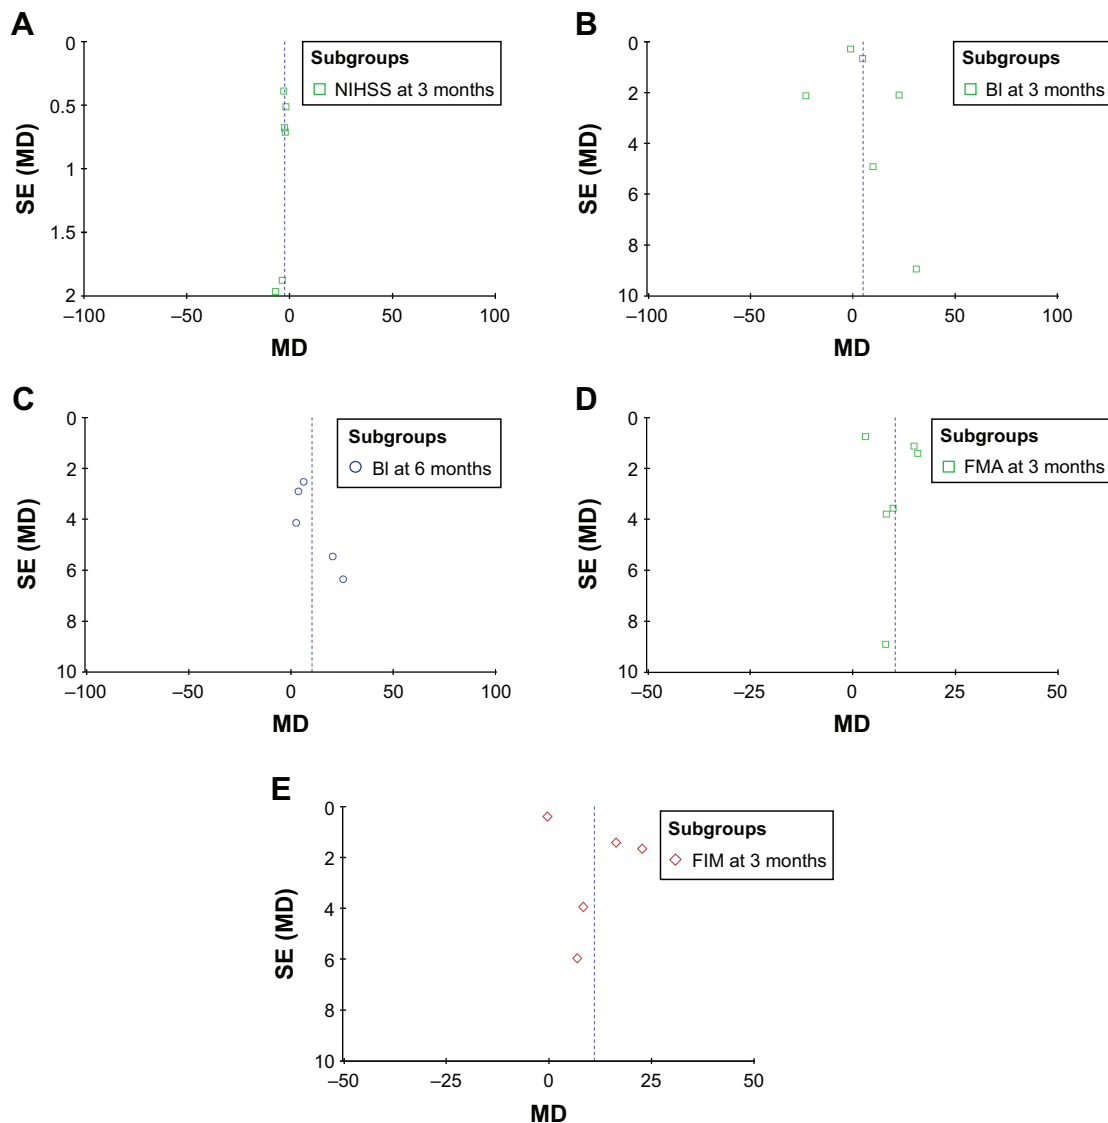 A
Subgroups
NIHSS at 3 months
0
0.5
1
1.5
2
SE (MD)
–100
–50
0
50
100
MD
B
Subgroups
BI at 3 months
0
2
4
6
8
10
SE (MD)
–100
–50
0
50
100
MD
C
Subgroups
BI at 6 months
0
2
4
6
8
10
SE (MD)
–100
–50
0
50
100
MD
D
Subgroups
FMA at 3 months
0
2
4
6
8
10
SE (MD)
–50
–25
0
25
50
MD
E
Subgroups
FIM at 3 months
0
2
4
6
8
10
SE (MD)
–50
–25
0
25
50
MD